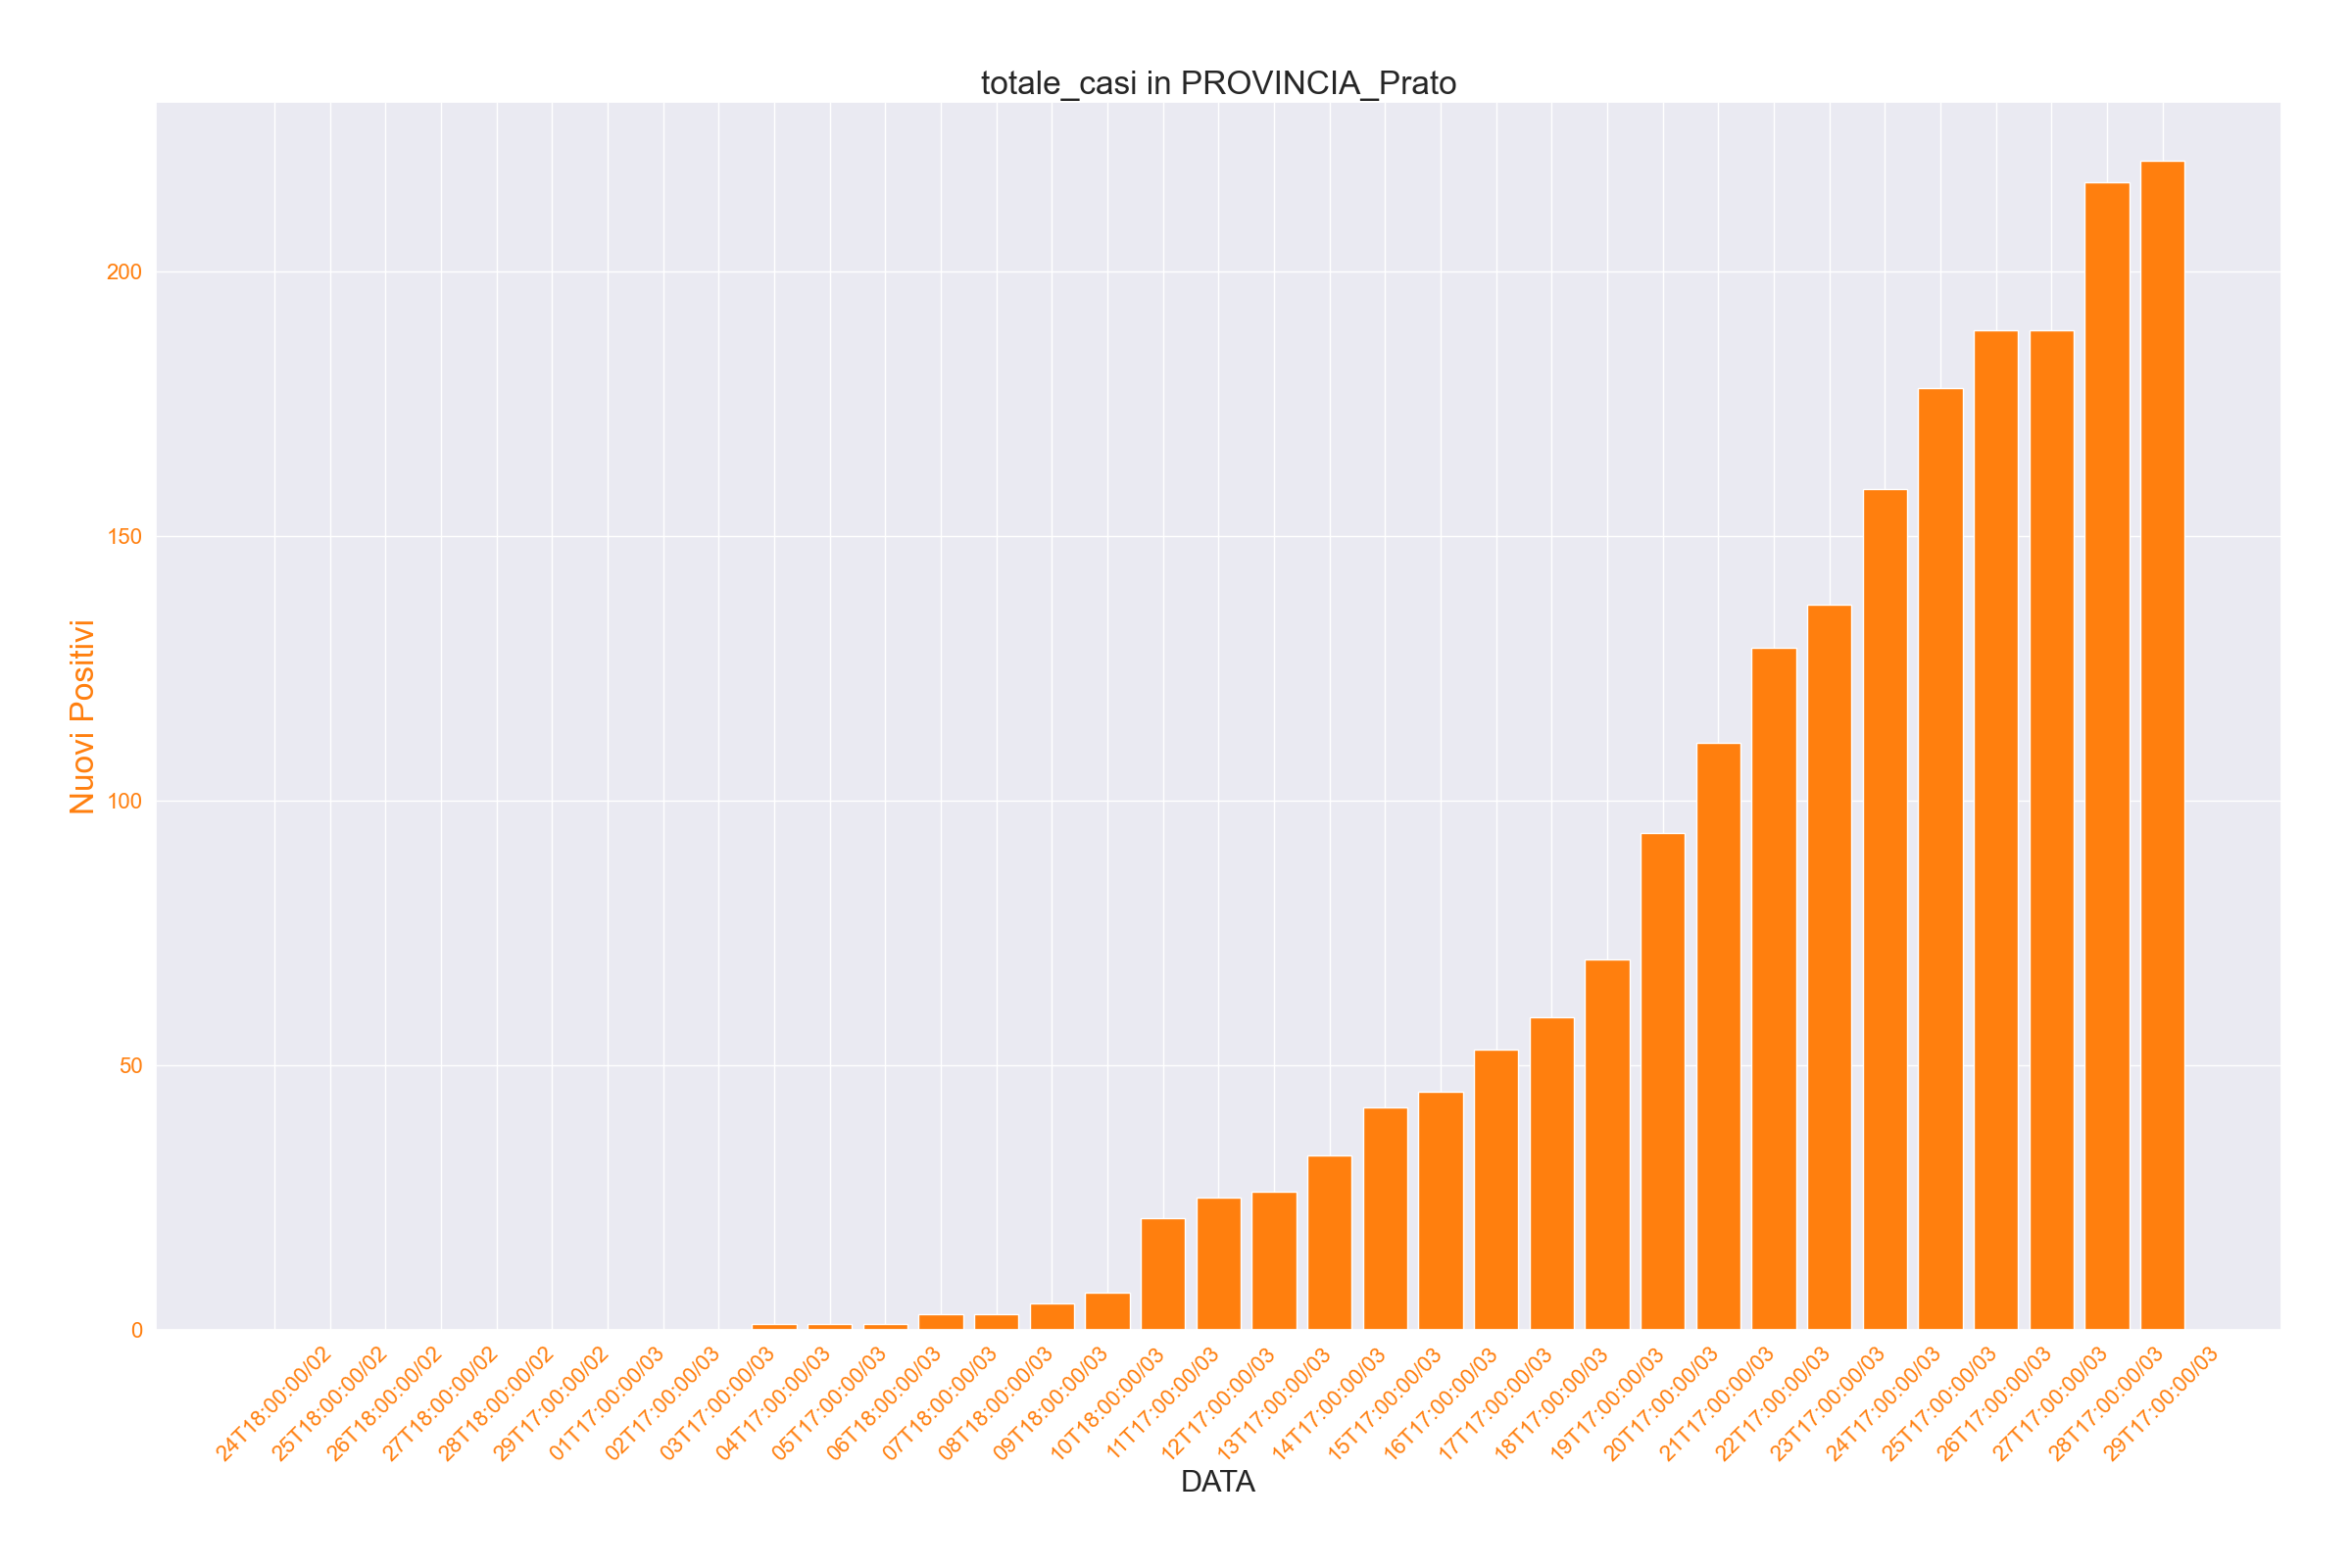 totale_casi in PROVINCIA_Prato
Nuovi Positivi
200
150
100
50
0
24T18:00:00/02
25T18:00:00/02
26T18:00:00/02
27T18:00:00/02
28T18:00:00/02
29T17:00:00/02
01T17:00:00/03
02T17:00:00/03
03T17:00:00/03
04T17:00:00/03
05T17:00:00/03
06T18:00:00/03
07T18:00:00/03
08T18:00:00/03
09T18:00:00/03
10T18:00:00/03
11T17:00:00/03
12T17:00:00/03
13T17:00:00/03
14T17:00:00/03
15T17:00:00/03
16T17:00:00/03
17T17:00:00/03
18T17:00:00/03
19T17:00:00/03
20T17:00:00/03
21T17:00:00/03
22T17:00:00/03
23T17:00:00/03
24T17:00:00/03
25T17:00:00/03
26T17:00:00/03
27T17:00:00/03
28T17:00:00/03
29T17:00:00/03
DATA